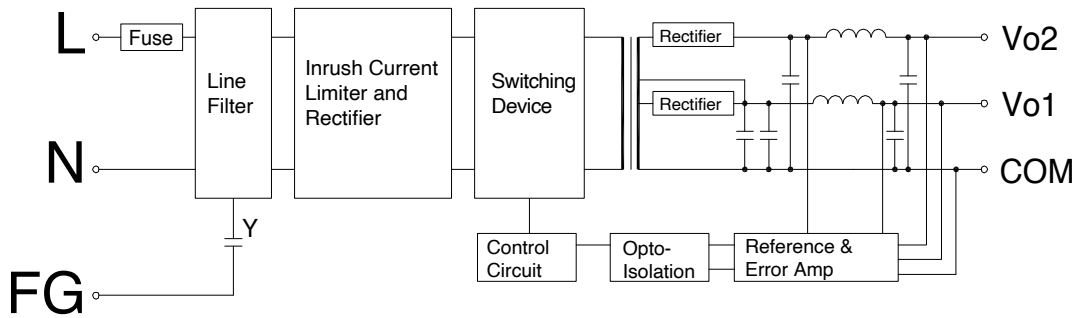 L
Fuse
Line
Filter
Inrush Current
Limiter and
Rectifier
Switching
Device
Rectifier
Rectifier
Vo2
Vo1
N
COM
Y
Control
Circuit
Opto-
Isolation
Reference &
Error Amp
FG